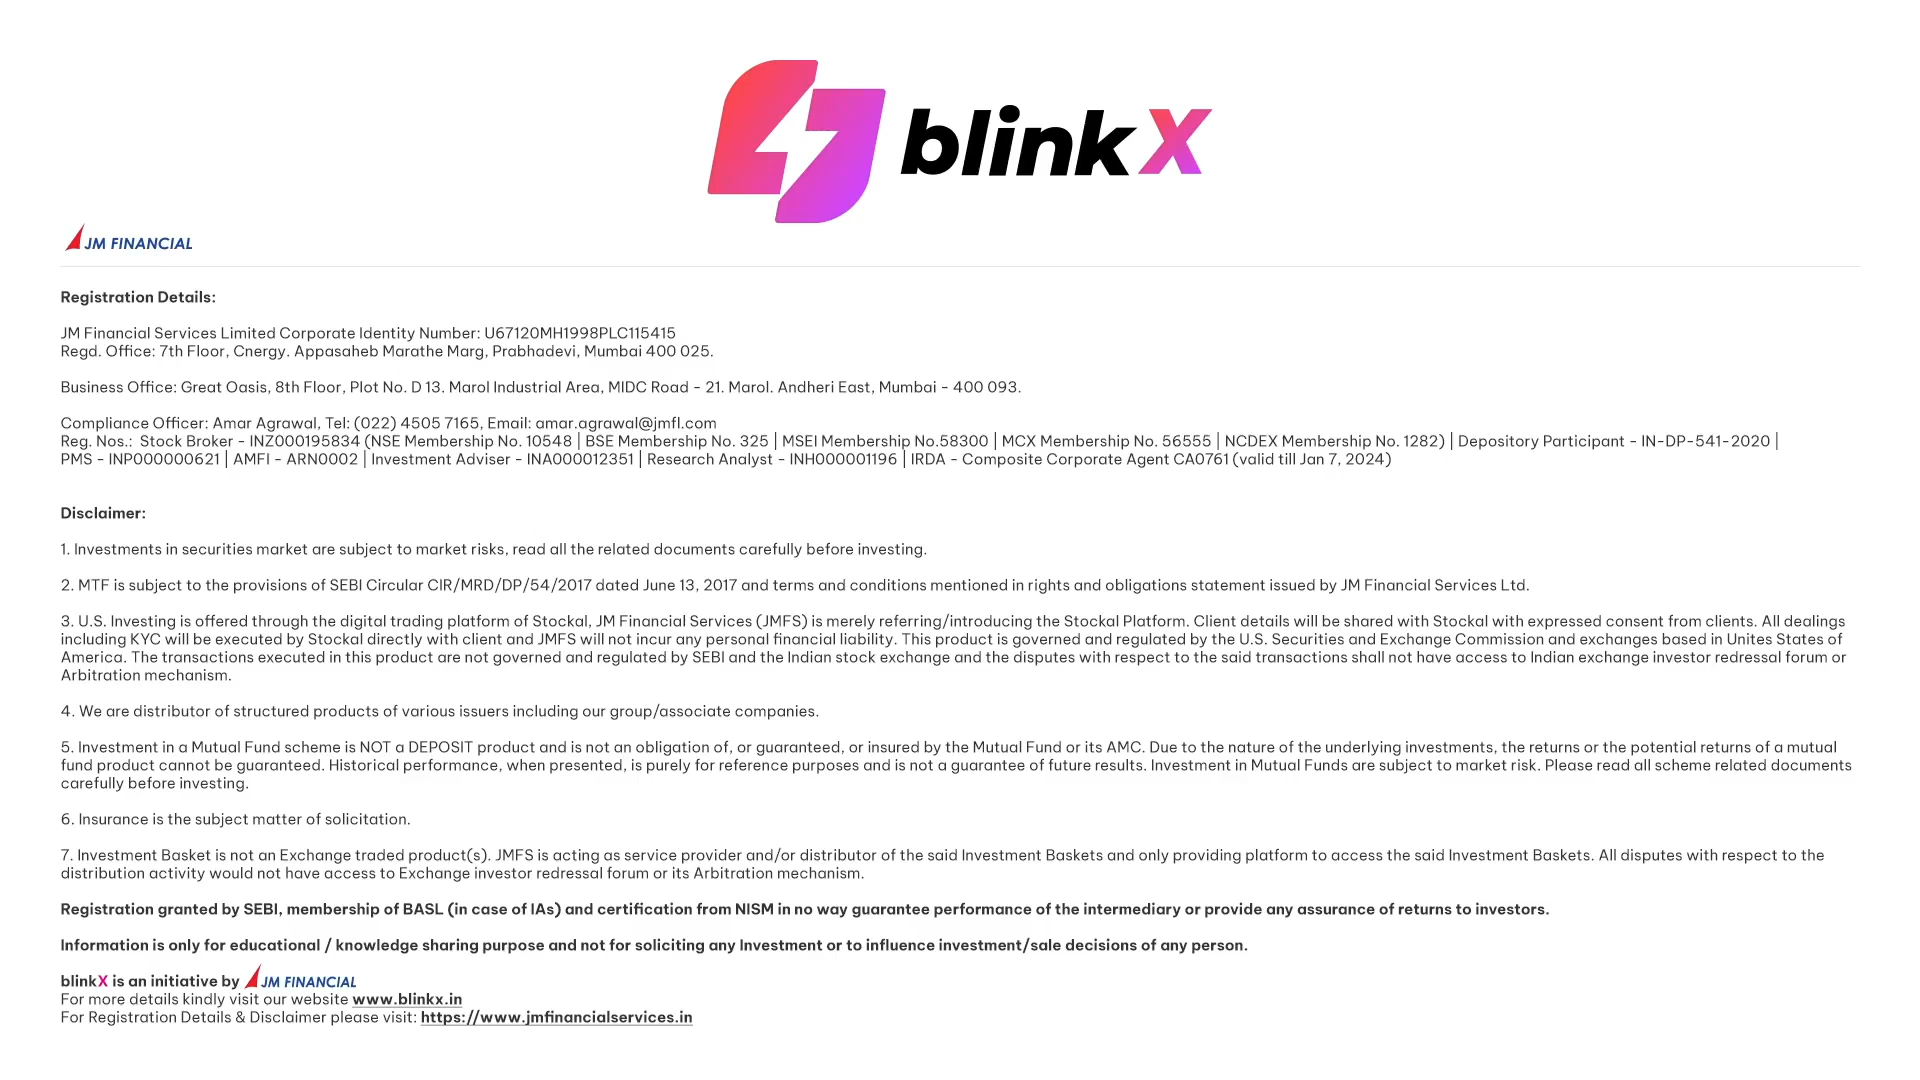 blinkX
JM FINANCIAL
Registration Details:
JM Financial Services Limited Corporate Identity Number: U67120MH1998PLC115415
Regd. Office: 7th Floor, Cnergy. Appasaheb Marathe Marg, Prabhadevi, Mumbai 400 025.
Business Office: Great Oasis, 8th Floor, Plot No. D 13. Marol Industrial Area, MIDC Road - 21. Marol. Andheri East, Mumbai - 400 093.
Compliance Officer: Amar Agrawal, Tel: (022) 4505 7165, Email: amar.agrawal@jmfl.com
Reg. Nos.: Stock Broker - INZ000195834 (NSE Membership No. 10548 | BSE Membership No. 325 | MSEI Membership No.58300 | MCX Membership No. 56555 | NCDEX Membership No. 1282) | Depository Participant - IN-DP-541-2020 |
PMS - INP000000621 | AMFI - ARN0002 | Investment Adviser - INA000012351 | Research Analyst - INH000001196 | IRDA - Composite Corporate Agent CA0761 (valid till Jan 7, 2024)
Disclaimer:
1. Investments in securities market are subject to market risks, read all the related documents carefully before investing.
2. MTF is subject to the provisions of SEBI Circular CIR/MRD/DP/54/2017 dated June 13, 2017 and terms and conditions mentioned in rights and obligations statement issued by JM Financial Services Ltd.
3. U.S. Investing is offered through the digital trading platform of Stockal, JM Financial Services (JMFS) is merely referring/introducing the Stockal Platform. Client details will be shared with Stockal with expressed consent from clients. All dealings
including KYC will be executed by Stockal directly with client and JMFS will not incur any personal financial liability. This product is governed and regulated by the U.S. Securities and Exchange Commission and exchanges based in Unites States of
America. The transactions executed in this product are not governed and regulated by SEBI and the Indian stock exchange and the disputes with respect to the said transactions shall not have access to Indian exchange investor redressal forum or
Arbitration mechanism.
4. We are distributor of structured products of various issuers including our group/associate companies.
5. Investment in a Mutual Fund scheme is NOT a DEPOSIT product and is not an obligation of, or guaranteed, or insured by the Mutual Fund or its AMC. Due to the nature of the underlying investments, the returns or the potential returns of a mutual
fund product cannot be guaranteed. Historical performance, when presented, is purely for reference purposes and is not a guarantee of future results. Investment in Mutual Funds are subject to market risk. Please read all scheme related documents
carefully before investing.
6. Insurance is the subject matter of solicitation.
7. Investment Basket is not an Exchange traded product(s). JMFS is acting as service provider and/or distributor of the said Investment Baskets and only providing platform to access the said Investment Baskets. All disputes with respect to the
distribution activity would not have access to Exchange investor redressal forum or its Arbitration mechanism.
Registration granted by SEBI, membership of BASL (in case of IAs) and certification from NISM in no way guarantee performance of the intermediary or provide any assurance of returns to investors.
Information is only for educational / knowledge sharing purpose and not for soliciting any Investment or to influence investment/sale decisions of any person.
blinkX is an initiative by JM FINANCIAL
For more details kindly visit our website www.blinkx.in
For Registration Details & Disclaimer please visit: https://www.jmfinancialservices.in